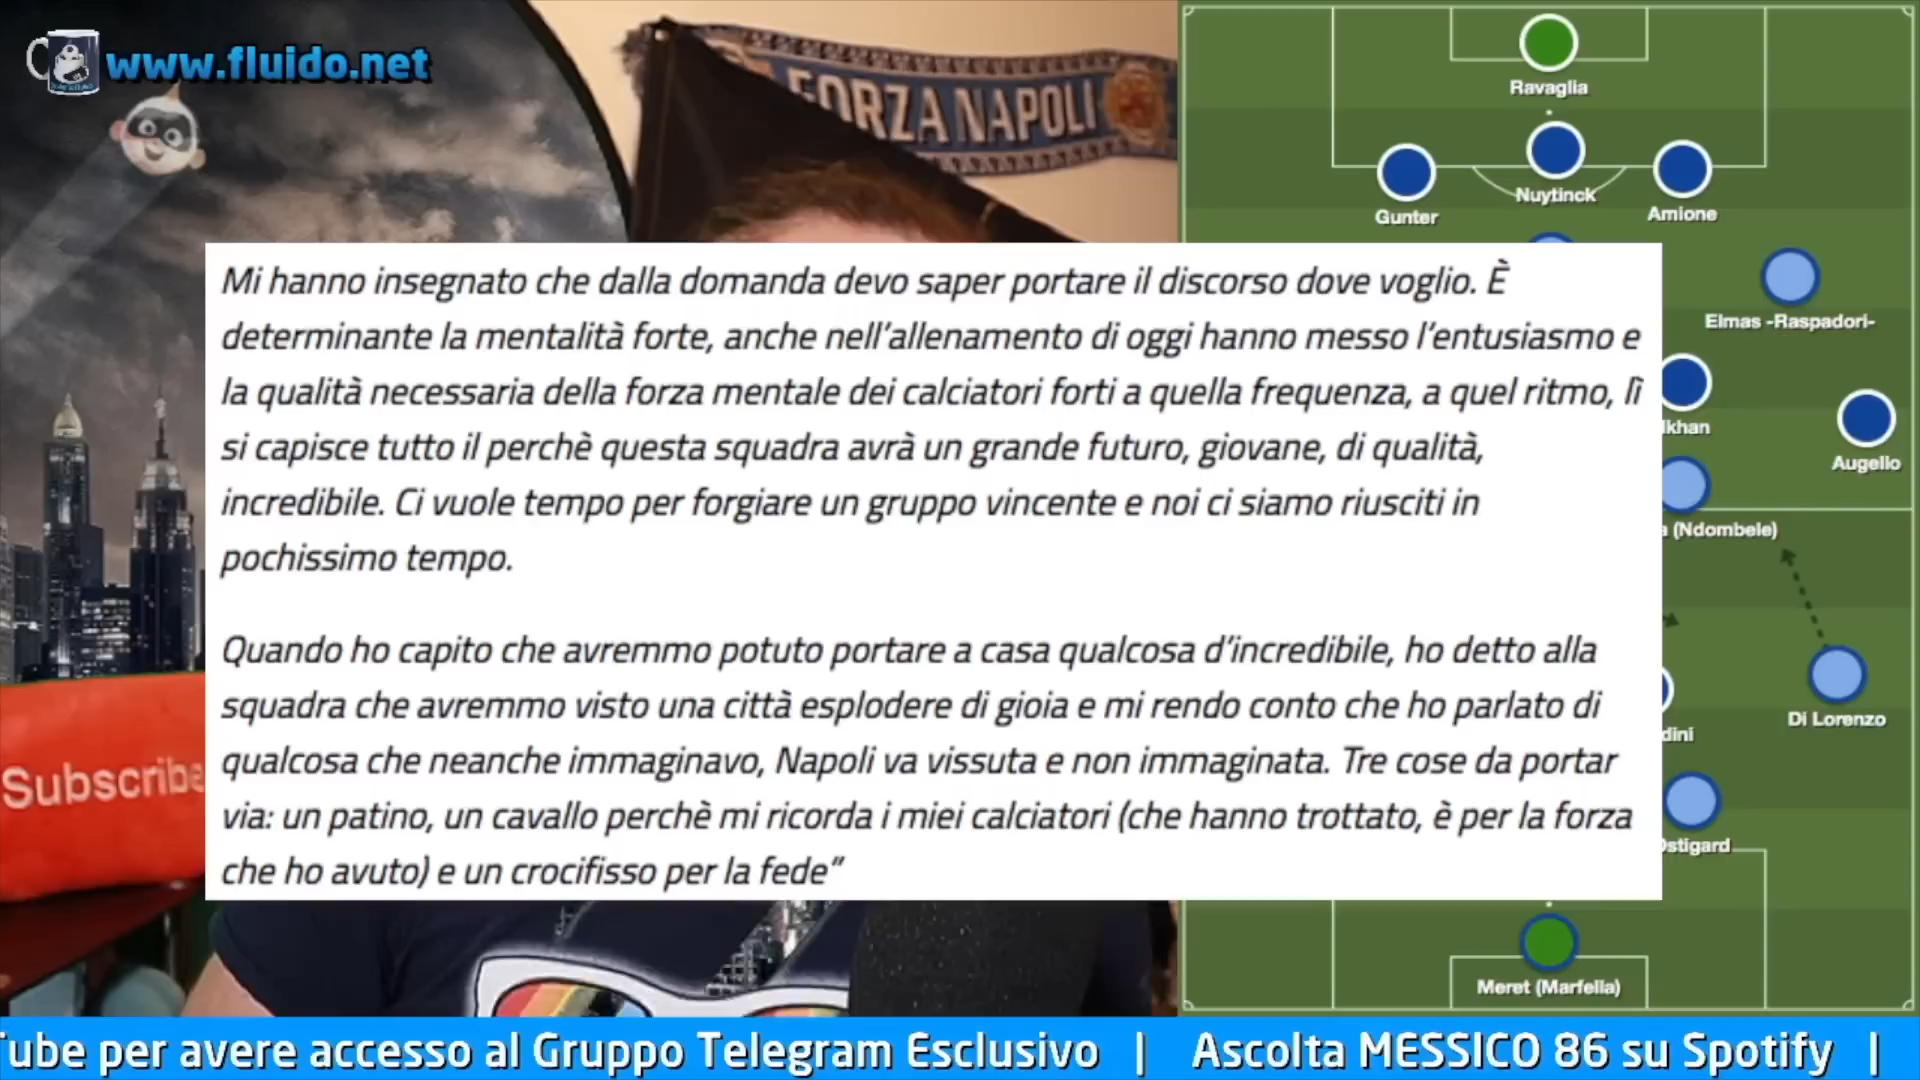 www.fluido.net
FORZA NAPOLI
Ravaglia
Nuytinck
Gunter
Amione
Elmas -Raspadori-
Augello
(Ndombele)
Di Lorenzo
Meret (Marfella)
Subscribe
Mi hanno insegnato che dalla domanda devo saper portare il discorso dove voglio. È
determinante la mentalità forte, anche nell'allenamento di oggi hanno messo l'entusiasmo e
la qualità necessaria della forza mentale dei calciatori forti a quella frequenza, a quel ritmo, lì
si capisce tutto il perchè questa squadra avrà un grande futuro, giovane, di qualità,
incredibile. Ci vuole tempo per forgiare un gruppo vincente e noi ci siamo riusciti in
pochissimo tempo.
Quando ho capito che avremmo potuto portare a casa qualcosa d'incredibile, ho detto alla
squadra che avremmo visto una città esplodere di gioia e mi rendo conto che ho parlato di
qualcosa che neanche immaginavo, Napoli va vissuta e non immaginata. Tre cose da portar
via: un patino, un cavallo perchè mi ricorda i miei calciatori (che hanno trottato, è per la forza
che ho avuto) e un crocifisso per la fede"
Tube per avere accesso al Gruppo Telegram Esclusivo | Ascolta MESSICO 86 su Spotify |